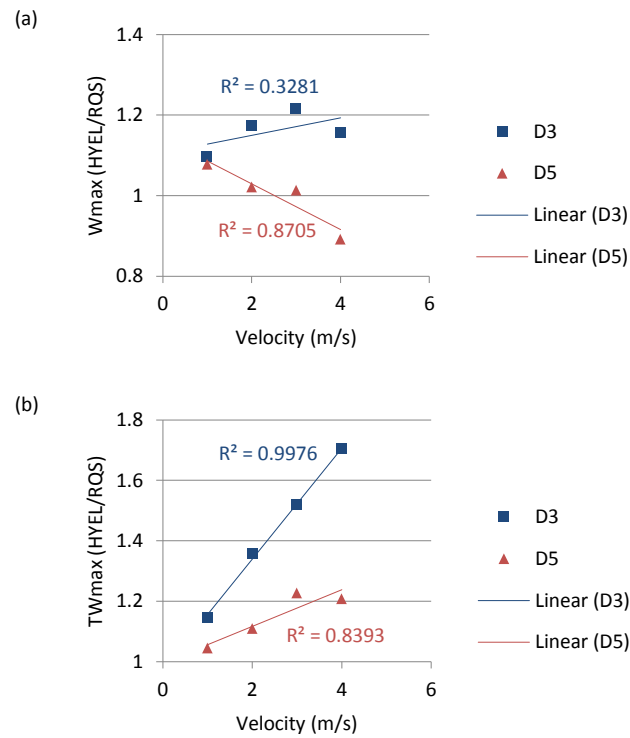 (a)
1.4
1.2
1
0.8
Wmax (HYEL/RQS)
R² = 0.3281
R² = 0.8705
0 2 4 6
Velocity (m/s)
D3
D5
Linear (D3)
Linear (D5)
(b)
1.8
1.6
1.4
1.2
1
TWmax (HYEL/RQS)
R² = 0.9976
R² = 0.8393
0 2 4 6
Velocity (m/s)
D3
D5
Linear (D3)
Linear (D5)